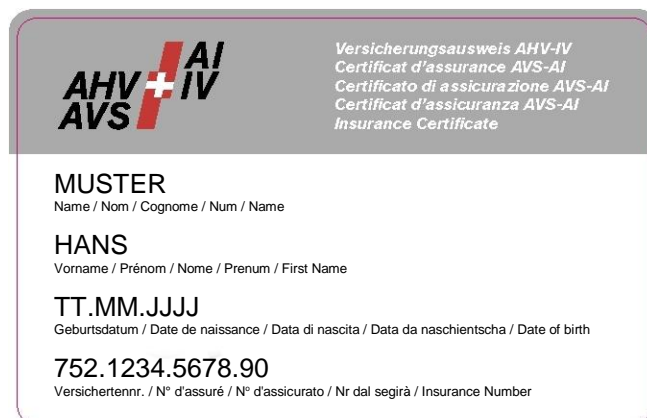 AHV AI
AVS IV
Versicherungsausweis AHV-IV
Certificat d'assurance AVS-AI
Certificato di assicurazione AVS-AI
Certificat d'assicuranza AVS-AI
Insurance Certificate
MUSTER
Name / Nom / Cognome / Num / Name
HANS
Vorname / Prénom / Nome / Prenum / First Name
TT.MM.JJJJ
Geburtsdatum / Date de naissance / Data di nascita / Data da naschientscha / Date of birth
752.1234.5678.90
Versichertennr. / N° d'assuré / N° d'assicurato / Nr dal segirà / Insurance Number